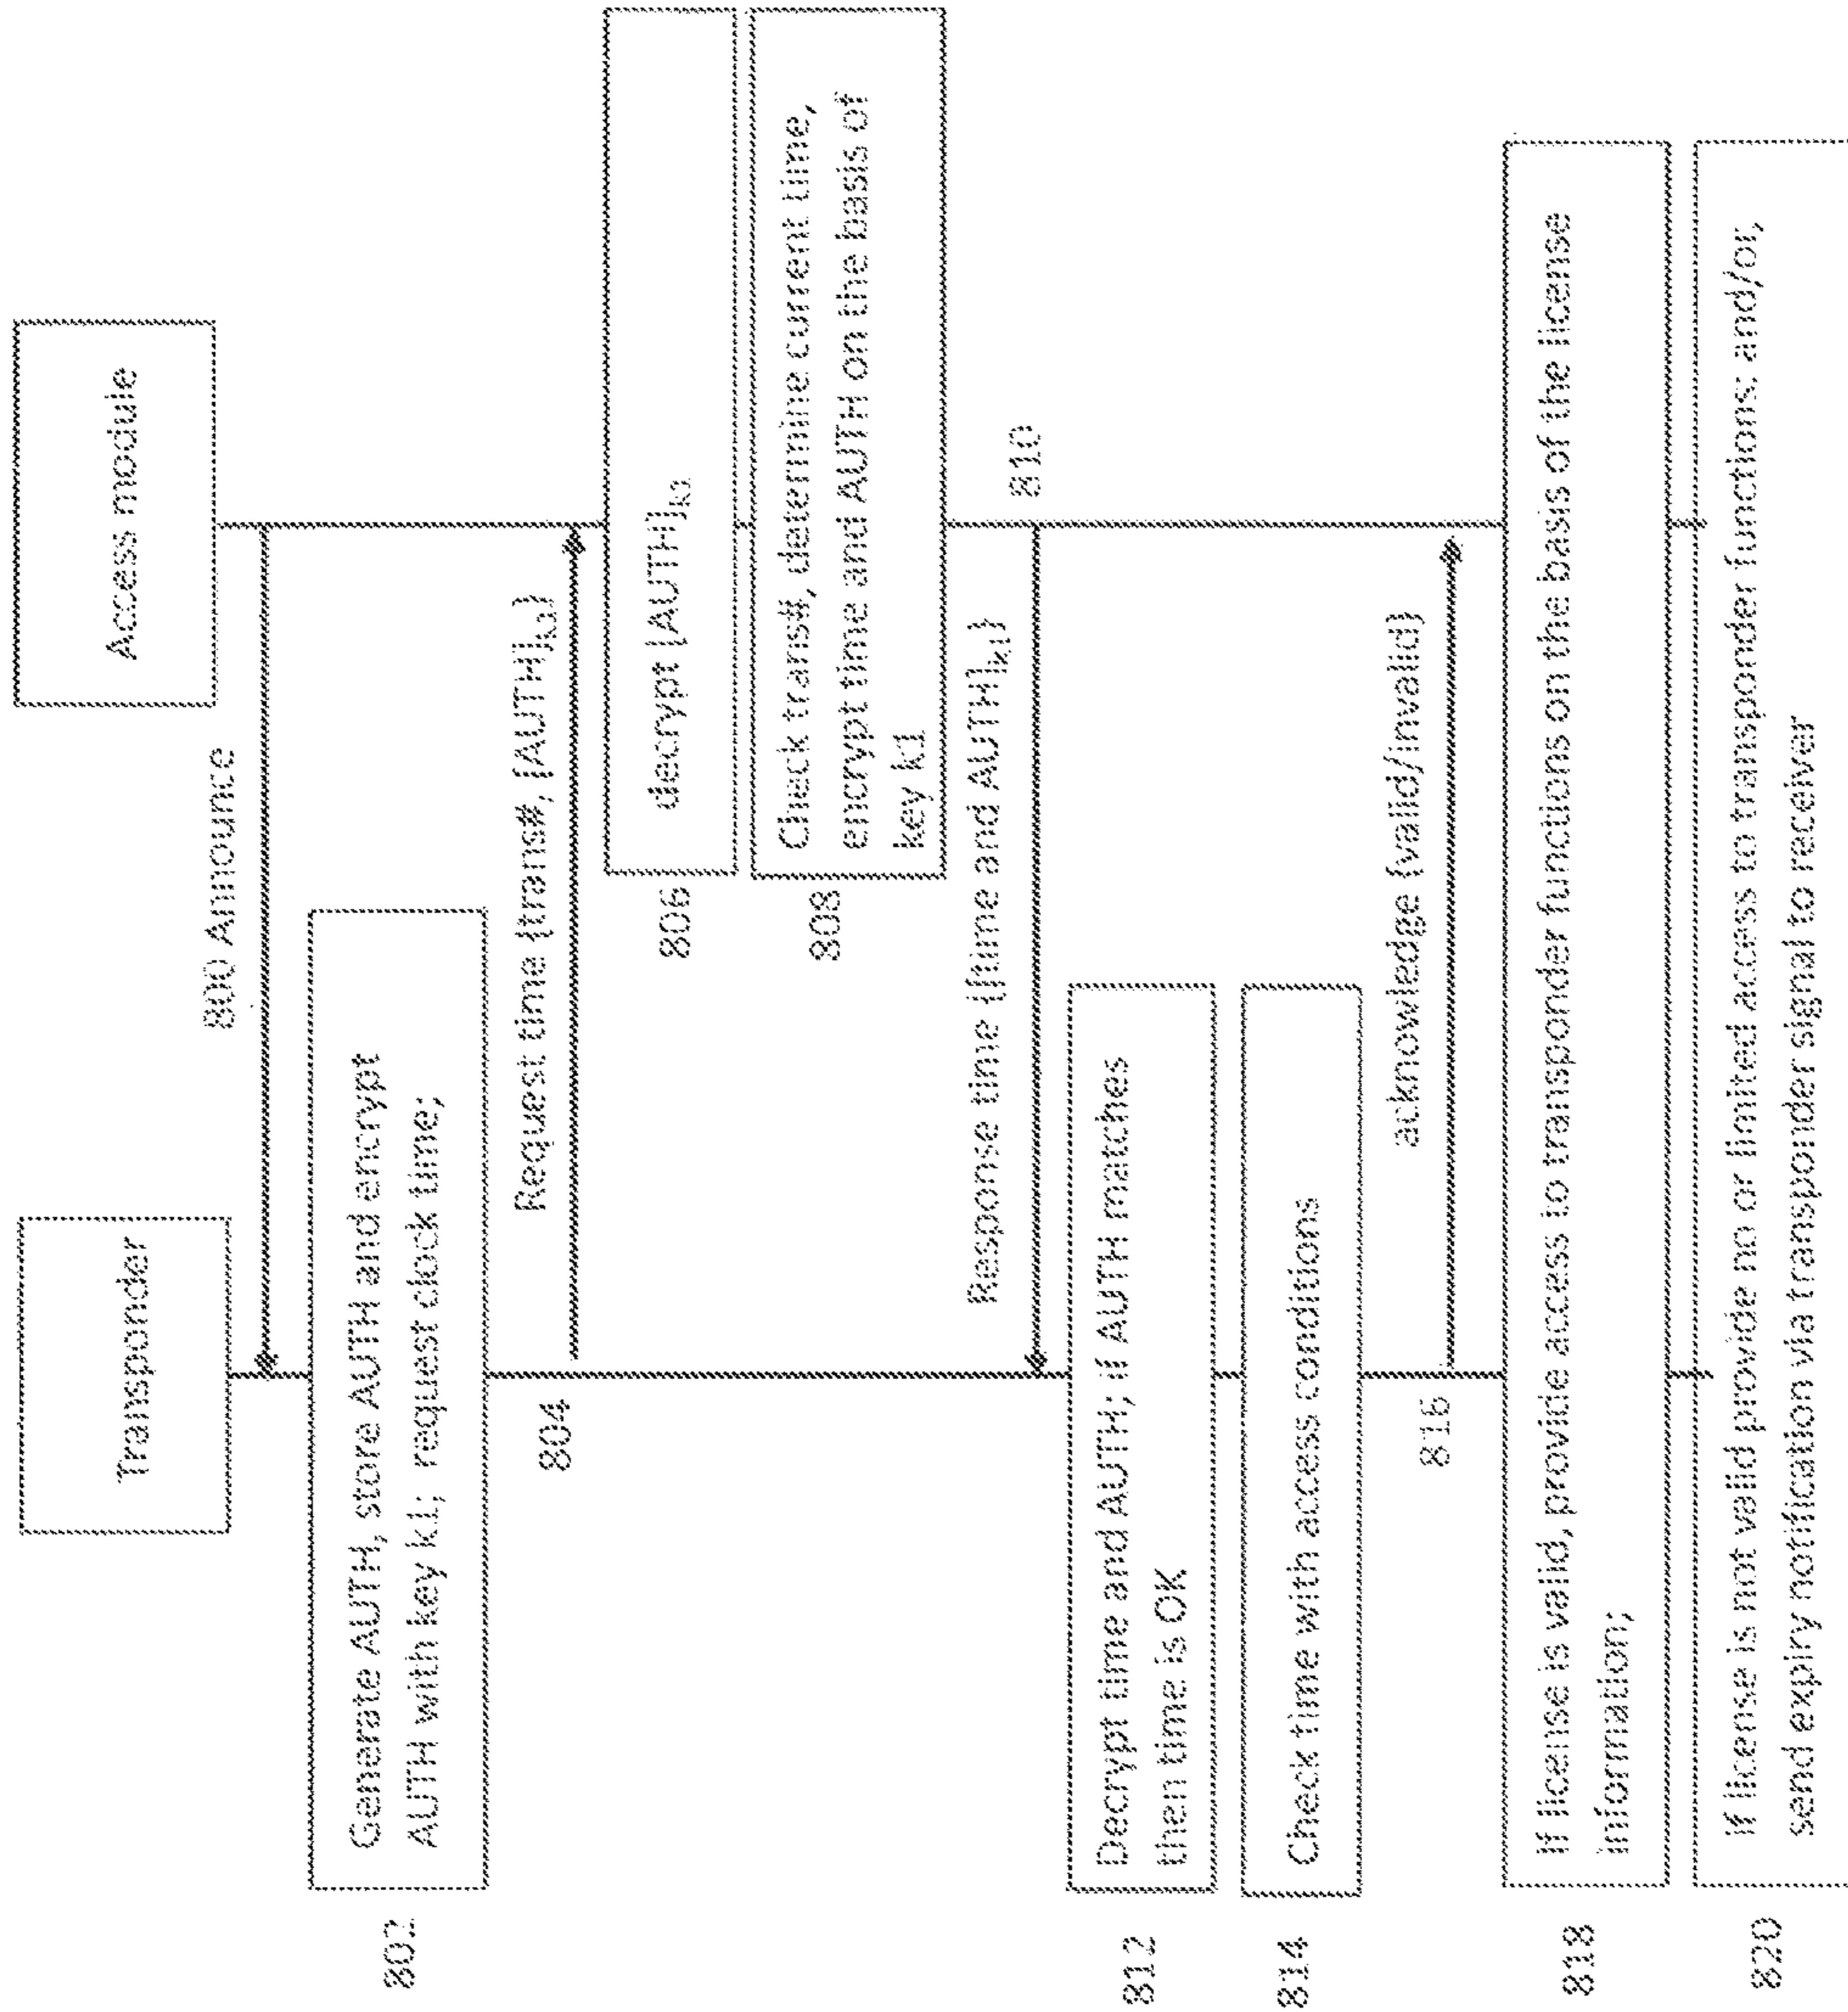 Transponder
Access module
800 Announce
802
Generate AUTH, store AUTH and encrypt
AUTH with key k1; request clock time;
Request time {trans#, [AUTH]k1}
804
806
decrypt [AUTH]k1
808
Check trans#, determine current time,
encrypt time and AUTH on the basis of
key k1
810
Response time {[time and AUTH]k1}
812
Decrypt time and AUTH; if AUTH matches
then time is OK
814
Check time with access conditions
acknowledge {valid/invalid}
816
818
If license is valid, provide access to transponder functions on the basis of the license
information;
820
If license is not valid provide no or limited access to transponder functions: and/or,
send expiry notification via transponder signal to receiver